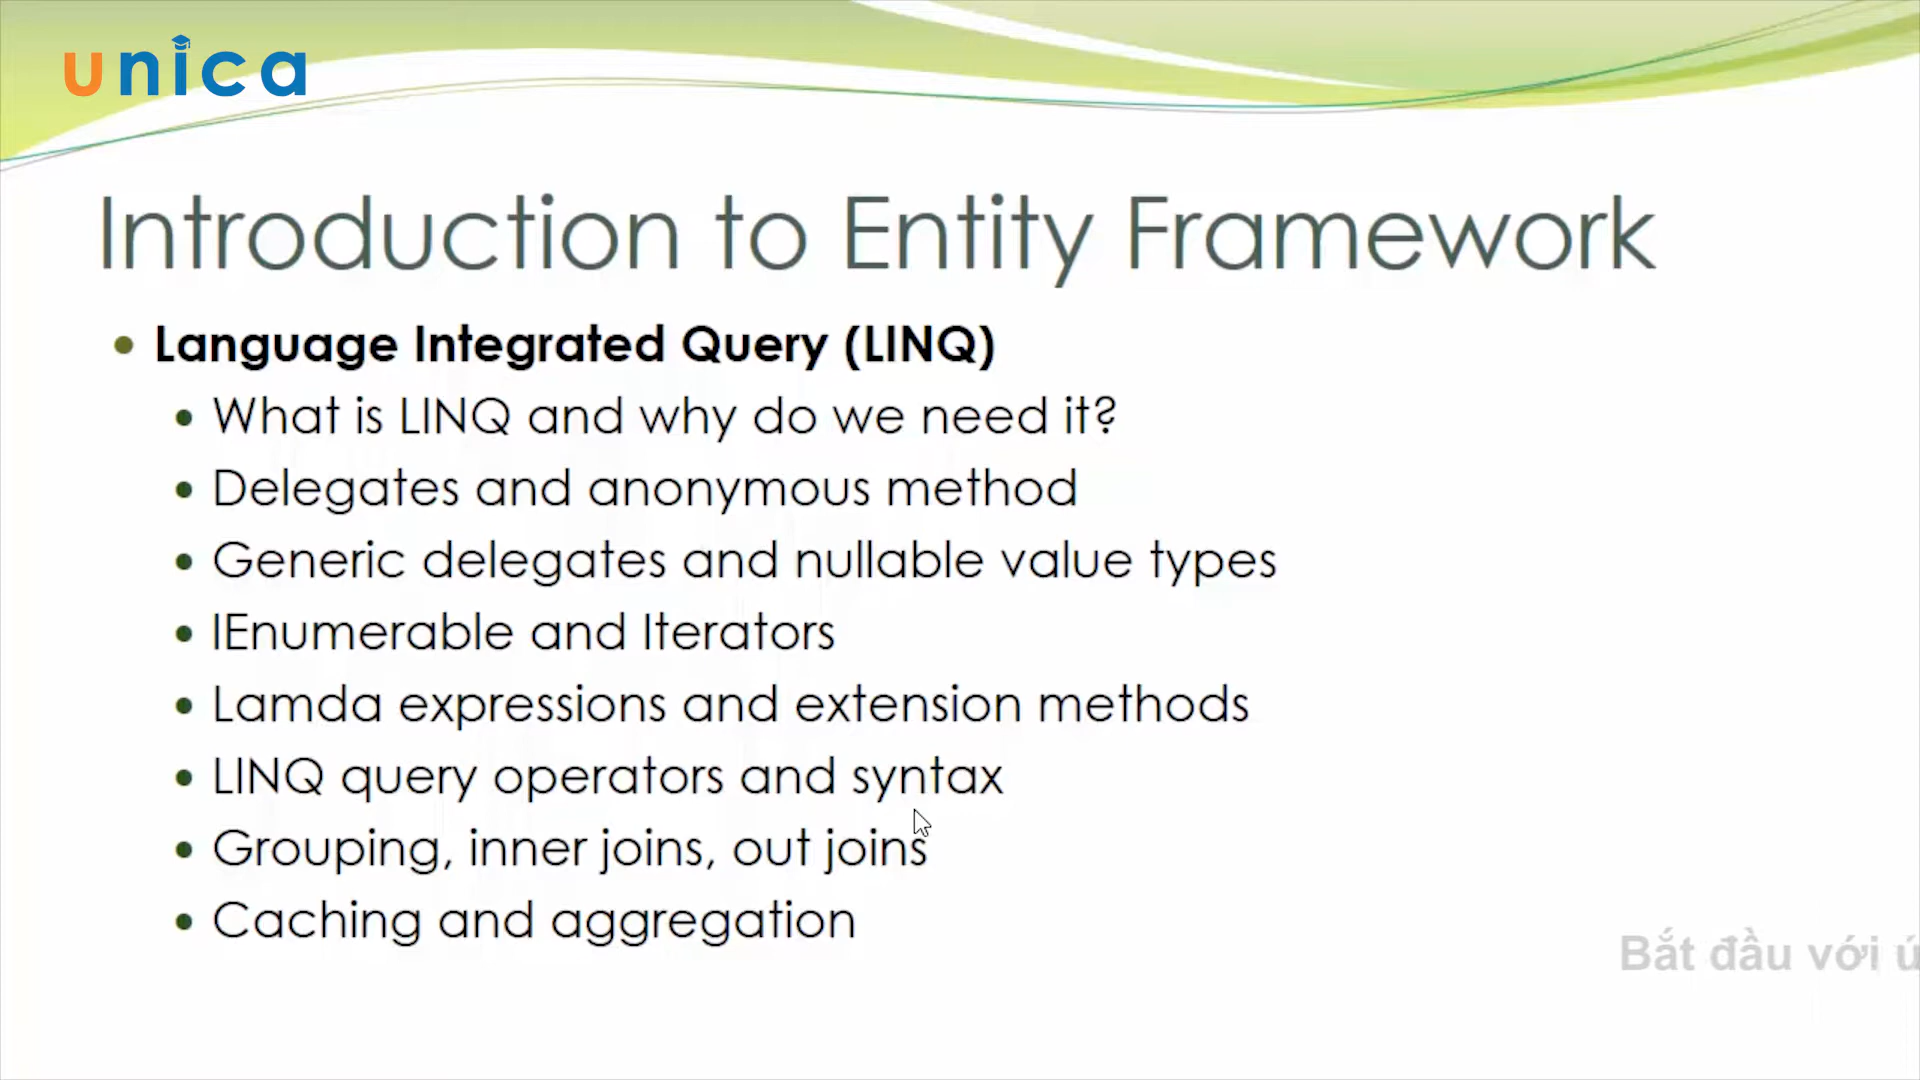 unica
Introduction to Entity Framework
• Language Integrated Query (LINQ)
• What is LINQ and why do we need it?
• Delegates and anonymous method
• Generic delegates and nullable value types
• IEnumerable and Iterators
• Lamda expressions and extension methods
• LINQ query operators and syntax
• Grouping, inner joins, out joins
• Caching and aggregation
Bắt đầu với